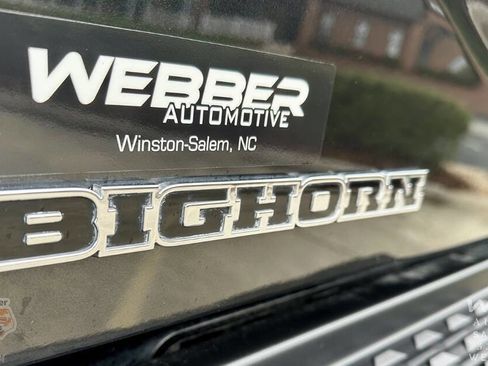 WEBBER
AUTOMOTIVE
Winston-Salem, NC
BIGHORN